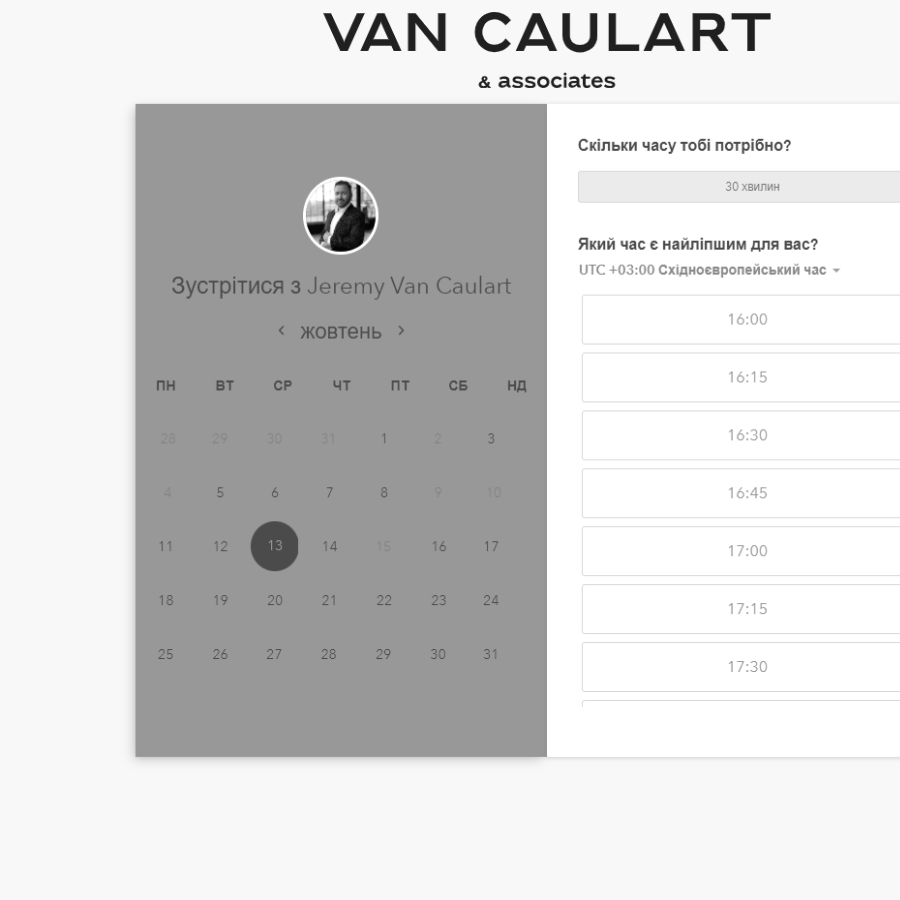 VAN CAULART
& associates
Зустрітися з Jeremy Van Caulart
жовтень
ПН ВТ СР ЧТ ПТ СБ НД
28 29 30 31 1 2 3
4 5 6 7 8 9 10
11 12 13 14 15 16 17
18 19 20 21 22 23 24
25 26 27 28 29 30 31
Скільки часу тобі потрібно?
30 хвилин
Який час є найліпшим для вас?
UTC +03:00 Східноєвропейський час
16:00
16:15
16:30
16:45
17:00
17:15
17:30